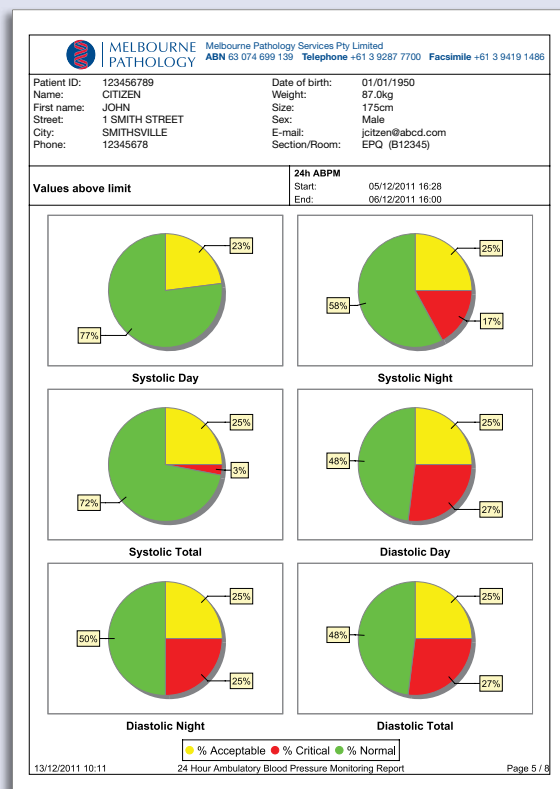 MELBOURNE PATHOLOGY
Melbourne Pathology Services Pty Limited
ABN 63 074 699 139 Telephone +61 3 9287 7700 Facsimile +61 3 9419 1486
Patient ID: 123456789 Date of birth: 01/01/1950
Name: CITIZEN Weight: 87.0kg
First name: JOHN Size: 175cm
Street: 1 SMITH STREET Sex: Male
City: SMITHSVILLE E-mail: jcitzen@abcd.com
Phone: 12345678 Section/Room: EPQ (B12345)
Values above limit
24h ABPM
Start: 05/12/2011 16:28
End: 06/12/2011 16:00
23%
77%
Systolic Day
25%
58%
17%
Systolic Night
25%
3%
72%
Systolic Total
25%
48%
27%
Diastolic Day
25%
50%
25%
Diastolic Night
25%
48%
27%
Diastolic Total
% Acceptable % Critical % Normal
13/12/2011 10:11 24 Hour Ambulatory Blood Pressure Monitoring Report Page 5 / 8